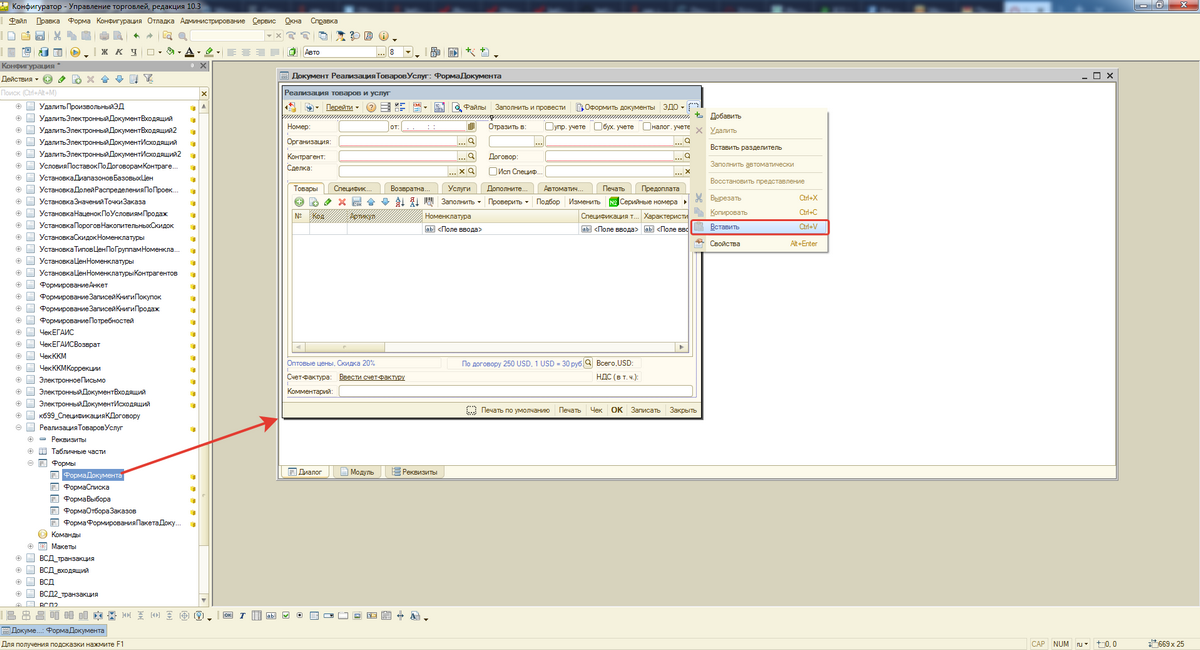 Конфигуратор - Управление торговлей, редакция 10.3
Файл Правка Форма Конфигурация Отладка Администрирование Сервис Окна Справка
Авто 8
Конфигурация *
Действия
Поиск (Ctrl+Alt+M)
УдалитьПроизвольныйЭД
УдалитьЭлектронныйДокументВходящий
УдалитьЭлектронныйДокументВходящий2
УдалитьЭлектронныйДокументИсходящий
УдалитьЭлектронныйДокументИсходящий2
УсловияПоставокПоДоговорамКонтраге...
УстановкаДиапазоновБазовыхЦен
УстановкаДолейРаспределенияПоПроек...
УстановкаЗначенийТочкиЗаказа
УстановкаНаценокПоУсловиямПродаж
УстановкаПороговНакопительныхСкидок
УстановкаСкидокНоменклатуры
УстановкаТиповЦенПоГруппамНоменкла...
УстановкаЦенНоменклатуры
УстановкаЦенНоменклатурыКонтрагентов
ФормированиеАнкет
ФормированиеЗаписейКнигиПокупок
ФормированиеЗаписейКнигиПродаж
ФормированиеПотребностей
ЧекЕГАИС
ЧекЕГАИСВозврат
ЧекККМ
ЧекККМКоррекции
ЭлектронноеПисьмо
ЭлектронныйДокументВходящий
ЭлектронныйДокументИсходящий
кб99_СпецификацияКДоговору
РеализацияТоваровУслуг
Реквизиты
Табличные части
Формы
ФормаДокумента
ФормаСписка
ФормаВыбора
ФормаОтбораЗаказов
ФормаФормированияПакетаДоку...
Команды
Макеты
ВСД_транзакция
ВСД_входящий
ВСД
ВСД2_транзакция
ВСД2
Документ РеализацияТоваровУслуг: ФормаДокумента
Реализация товаров и услуг
Перейти Файлы Заполнить и провести Оформить документы ЭДО
Номер: от: . . : : Отразить в: упр. учете бух. учете налог. учете
Организация:
Контрагент: Договор:
Сделка: Исп Специф...
Товары Специфик... Возвратна... Услуги Дополните... Автоматич... Печать Предоплата
Заполнить Проверить Подбор Изменить Серийные номера
№ Код Артикул Номенклатура Спецификация т... Характеристи
<Поле ввода> <Поле ввода> <Поле вво
Оптовые цены, Скидка 20% По договору 250 USD, 1 USD = 30 руб Всего,USD:
Счет-фактура: Ввести счет-фактуру НДС ( в т. ч.):
Комментарий:
Печать по умолчанию Печать Чек OK Записать Закрыть
Добавить
Удалить
Вставить разделитель
Заполнить автоматически
Восстановить представление
Вырезать Ctrl+X
Копировать Ctrl+C
Вставить Ctrl+V
Свойства Alt+Enter
Диалог Модуль Реквизиты
Докуме...: ФормаДокумента
Для получения подсказки нажмите F1 CAP NUM ru 0, 0 669 x 25